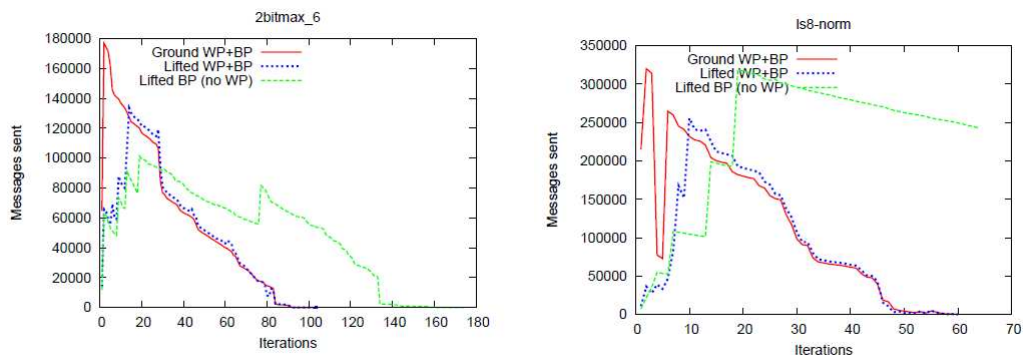 2bitmax_6
180000
160000
140000
120000
100000
80000
60000
40000
20000
0
Messages sent
Ground WP+BP
Lifted WP+BP
Lifted BP (no WP)
0 20 40 60 80 100 120 140 160 180
Iterations
ls8-norm
350000
300000
250000
200000
150000
100000
50000
0
Messages sent
Ground WP+BP
Lifted WP+BP
Lifted BP (no WP)
0 10 20 30 40 50 60 70
Iterations